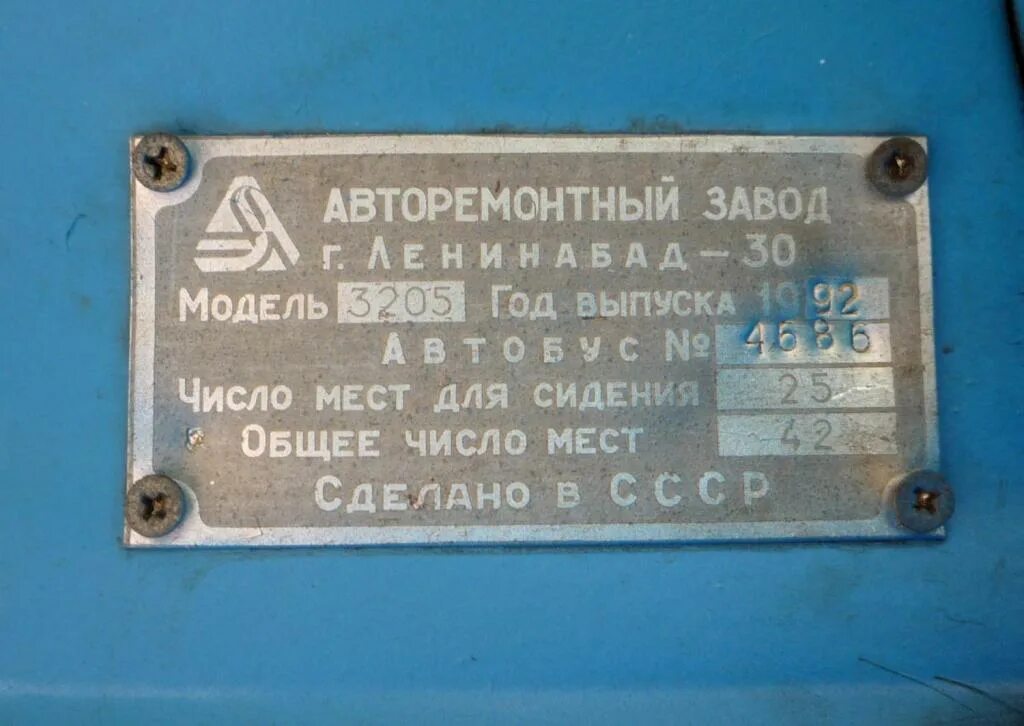 АВТОРЕМОНТНЫЙ ЗАВОД
г. ЛЕНИНАБАД-30
МОДЕЛЬ 3205 ГОД ВЫПУСКА 1992
АВТОБУС № 4686
ЧИСЛО МЕСТ ДЛЯ СИДЕНИЯ 25
ОБЩЕЕ ЧИСЛО МЕСТ 42
СДЕЛАНО В СССР